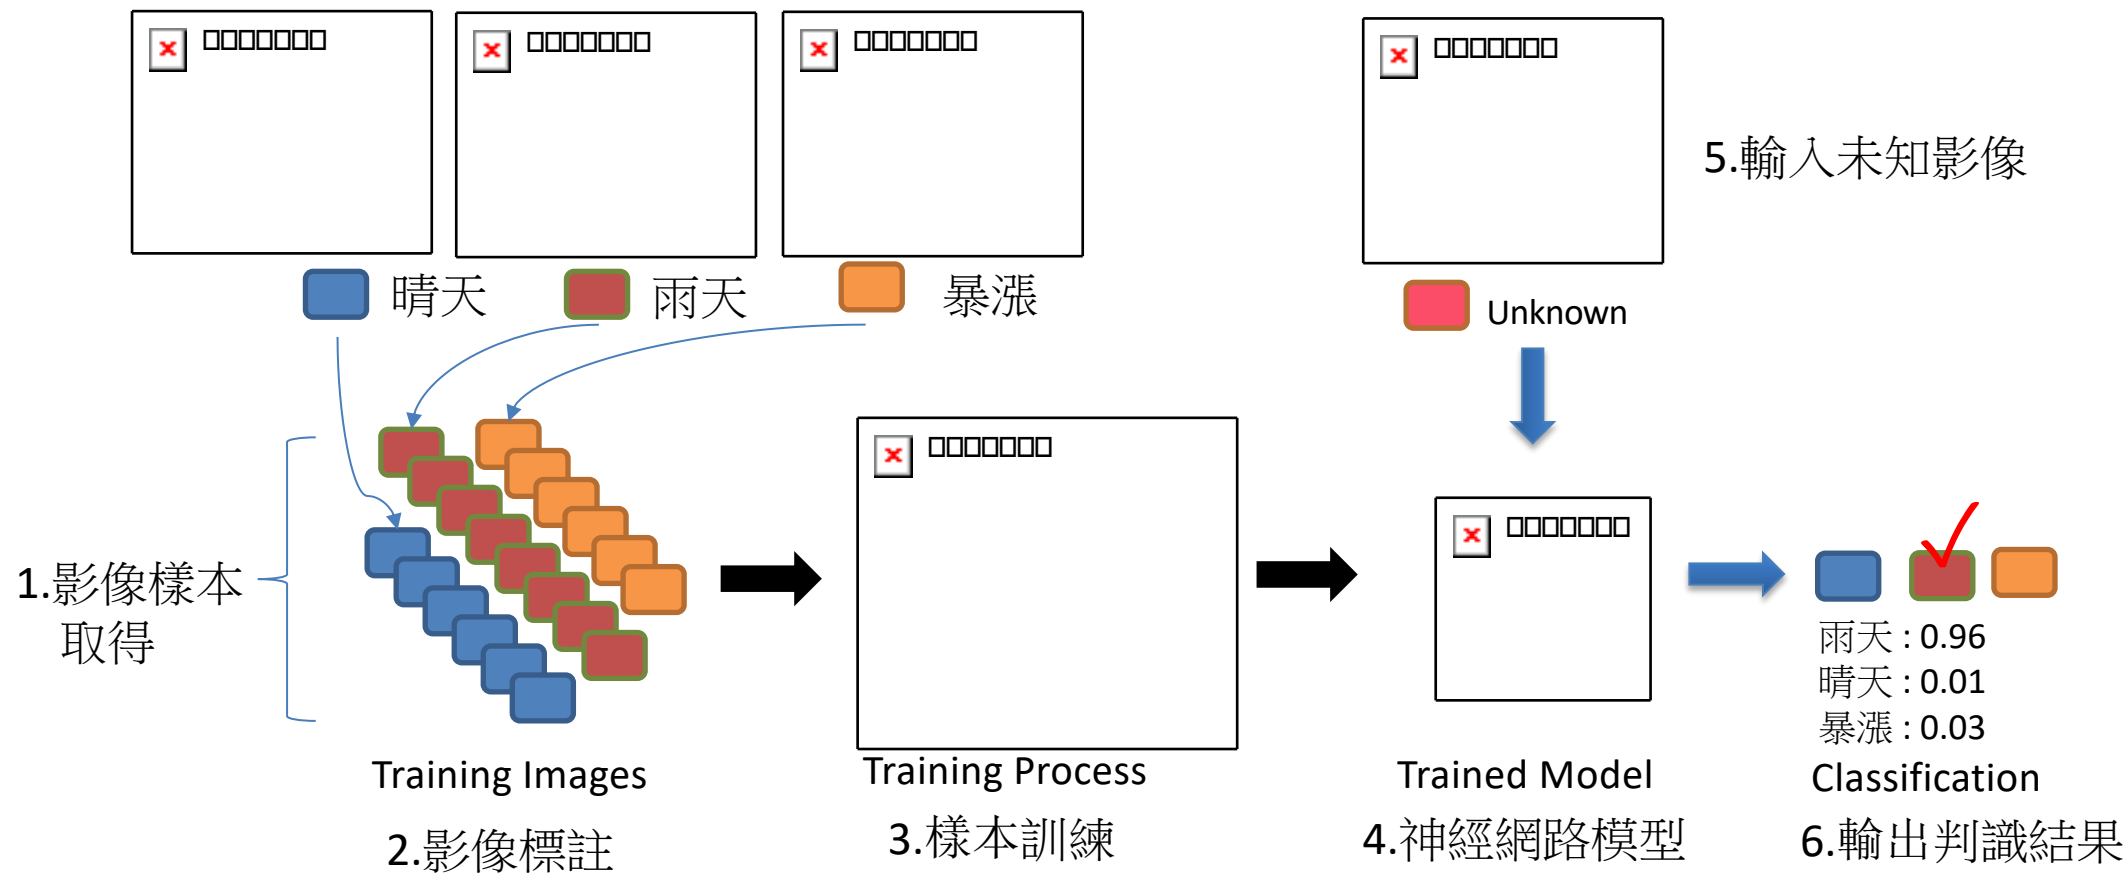 晴天
雨天
暴漲
5.輸入未知影像
Unknown
1.影像樣本
取得
Training Images
2.影像標註
Training Process
3.樣本訓練
Trained Model
4.神經網路模型
雨天 : 0.96
晴天 : 0.01
暴漲 : 0.03
Classification
6.輸出判識結果